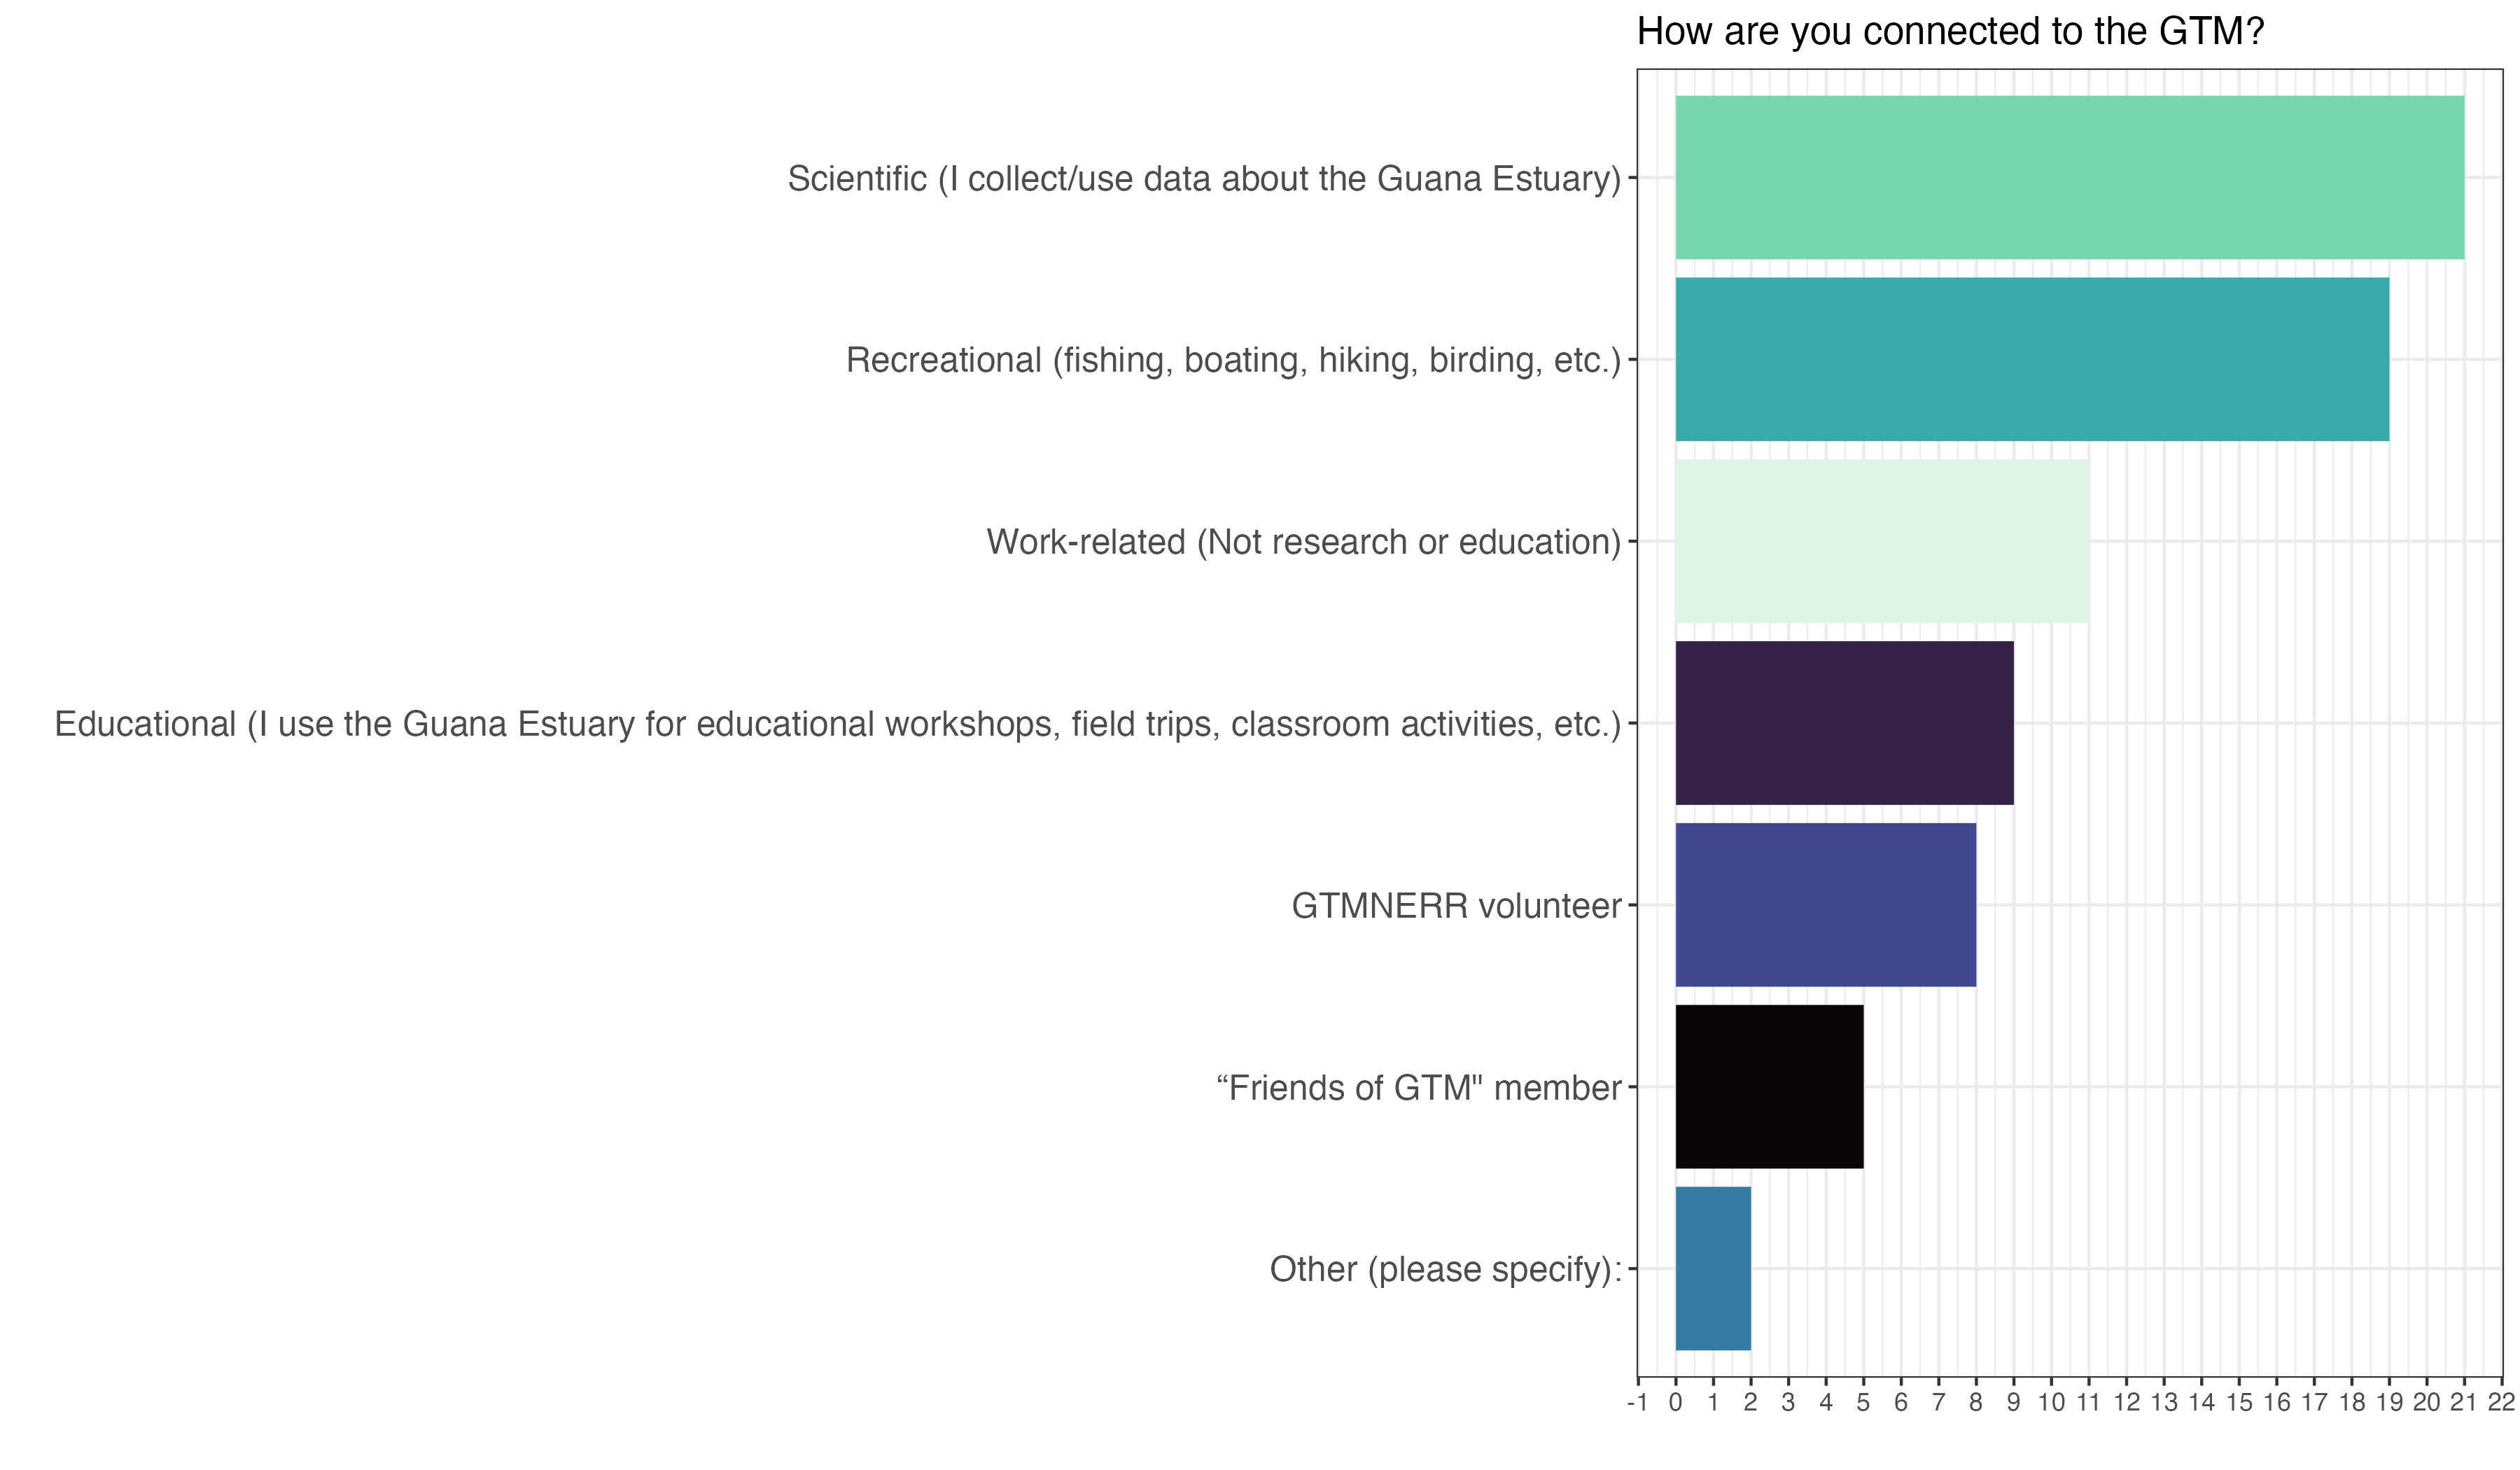 How are you connected to the GTM?
Scientific (I collect/use data about the Guana Estuary)
Recreational (fishing, boating, hiking, birding, etc.)
Work-related (Not research or education)
Educational (I use the Guana Estuary for educational workshops, field trips, classroom activities, etc.)
GTMNERR volunteer
“Friends of GTM" member
Other (please specify):
-1 0 1 2 3 4 5 6 7 8 9 10 11 12 13 14 15 16 17 18 19 20 21 22